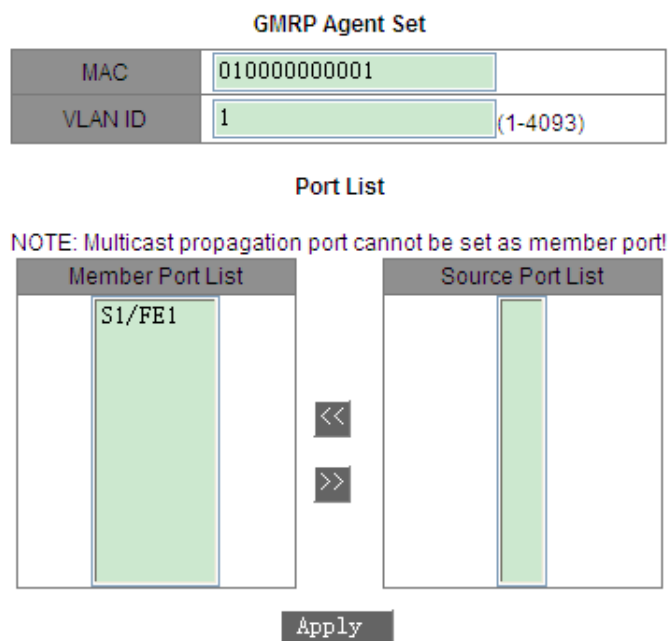 GMRP Agent Set
MAC 010000000001
VLAN ID 1 (1-4093)
Port List
NOTE: Multicast propagation port cannot be set as member port!
Member Port List Source Port List
S1/FE1
<<
>>
Apply